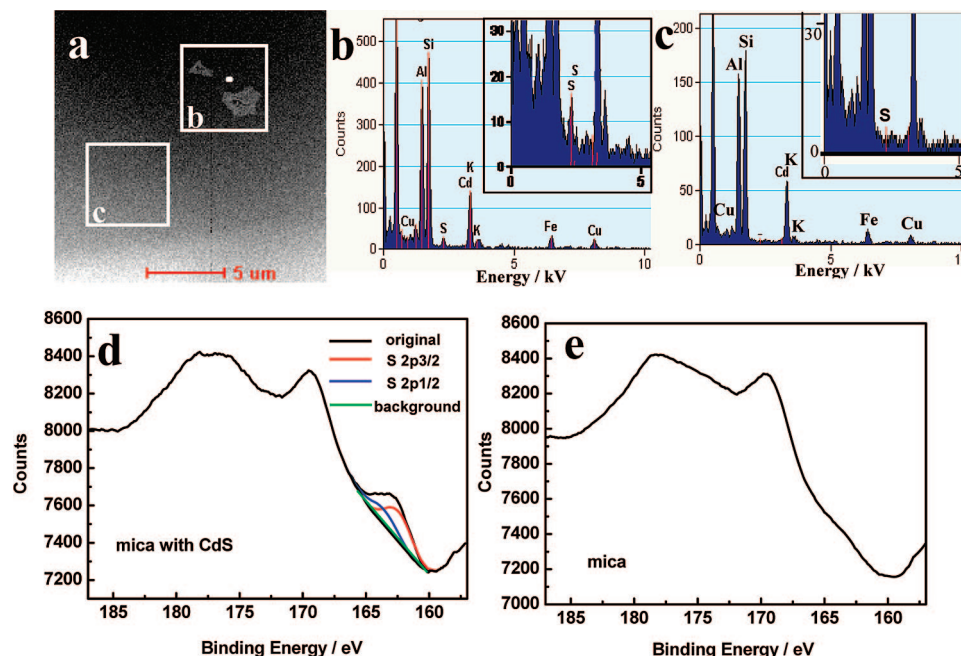 a
b
c
5 um
b
Counts
500
400
300
200
100
0
Si
Al
Cu
S
K
Cd
K
Fe
Cu
30
20
10
0
S
S
0
5
0
5
10
Energy / kV
c
Counts
200
150
100
50
0
Al
Si
Cu
K
Cd
K
Fe
Cu
30
0
S
0
5
0
5
10
Energy / kV
d
Counts
8600
8400
8200
8000
7800
7600
7400
7200
original
S 2p3/2
S 2p1/2
background
mica with CdS
185 180 175 170 165 160
Binding Energy / eV
e
Counts
8600
8400
8200
8000
7800
7600
7400
7200
7000
mica
185 180 175 170 165 160
Binding Energy / eV